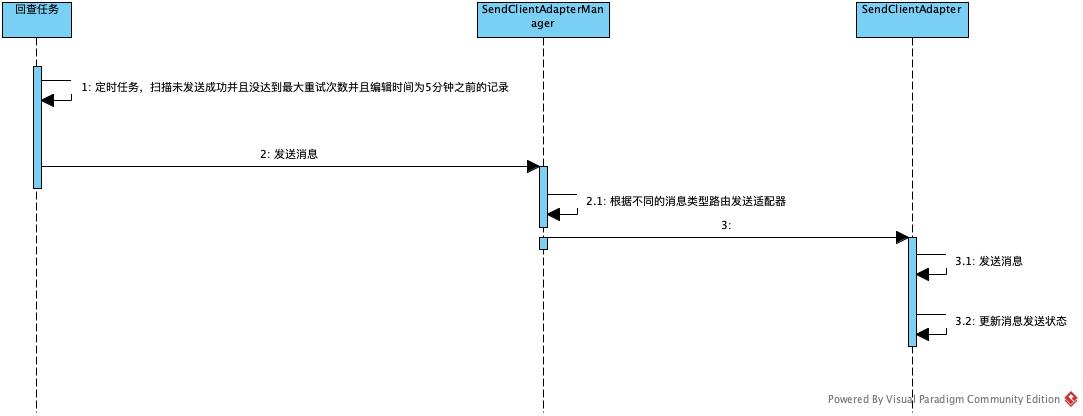 回查任务
SendClientAdapterMan
ager
SendClientAdapter
1: 定时任务，扫描未发送成功并且没达到最大重试次数并且编辑时间为5分钟之前的记录
2: 发送消息
2.1: 根据不同的消息类型路由发送适配器
3:
3.1: 发送消息
3.2: 更新消息发送状态
Powered By Visual Paradigm Community Edition